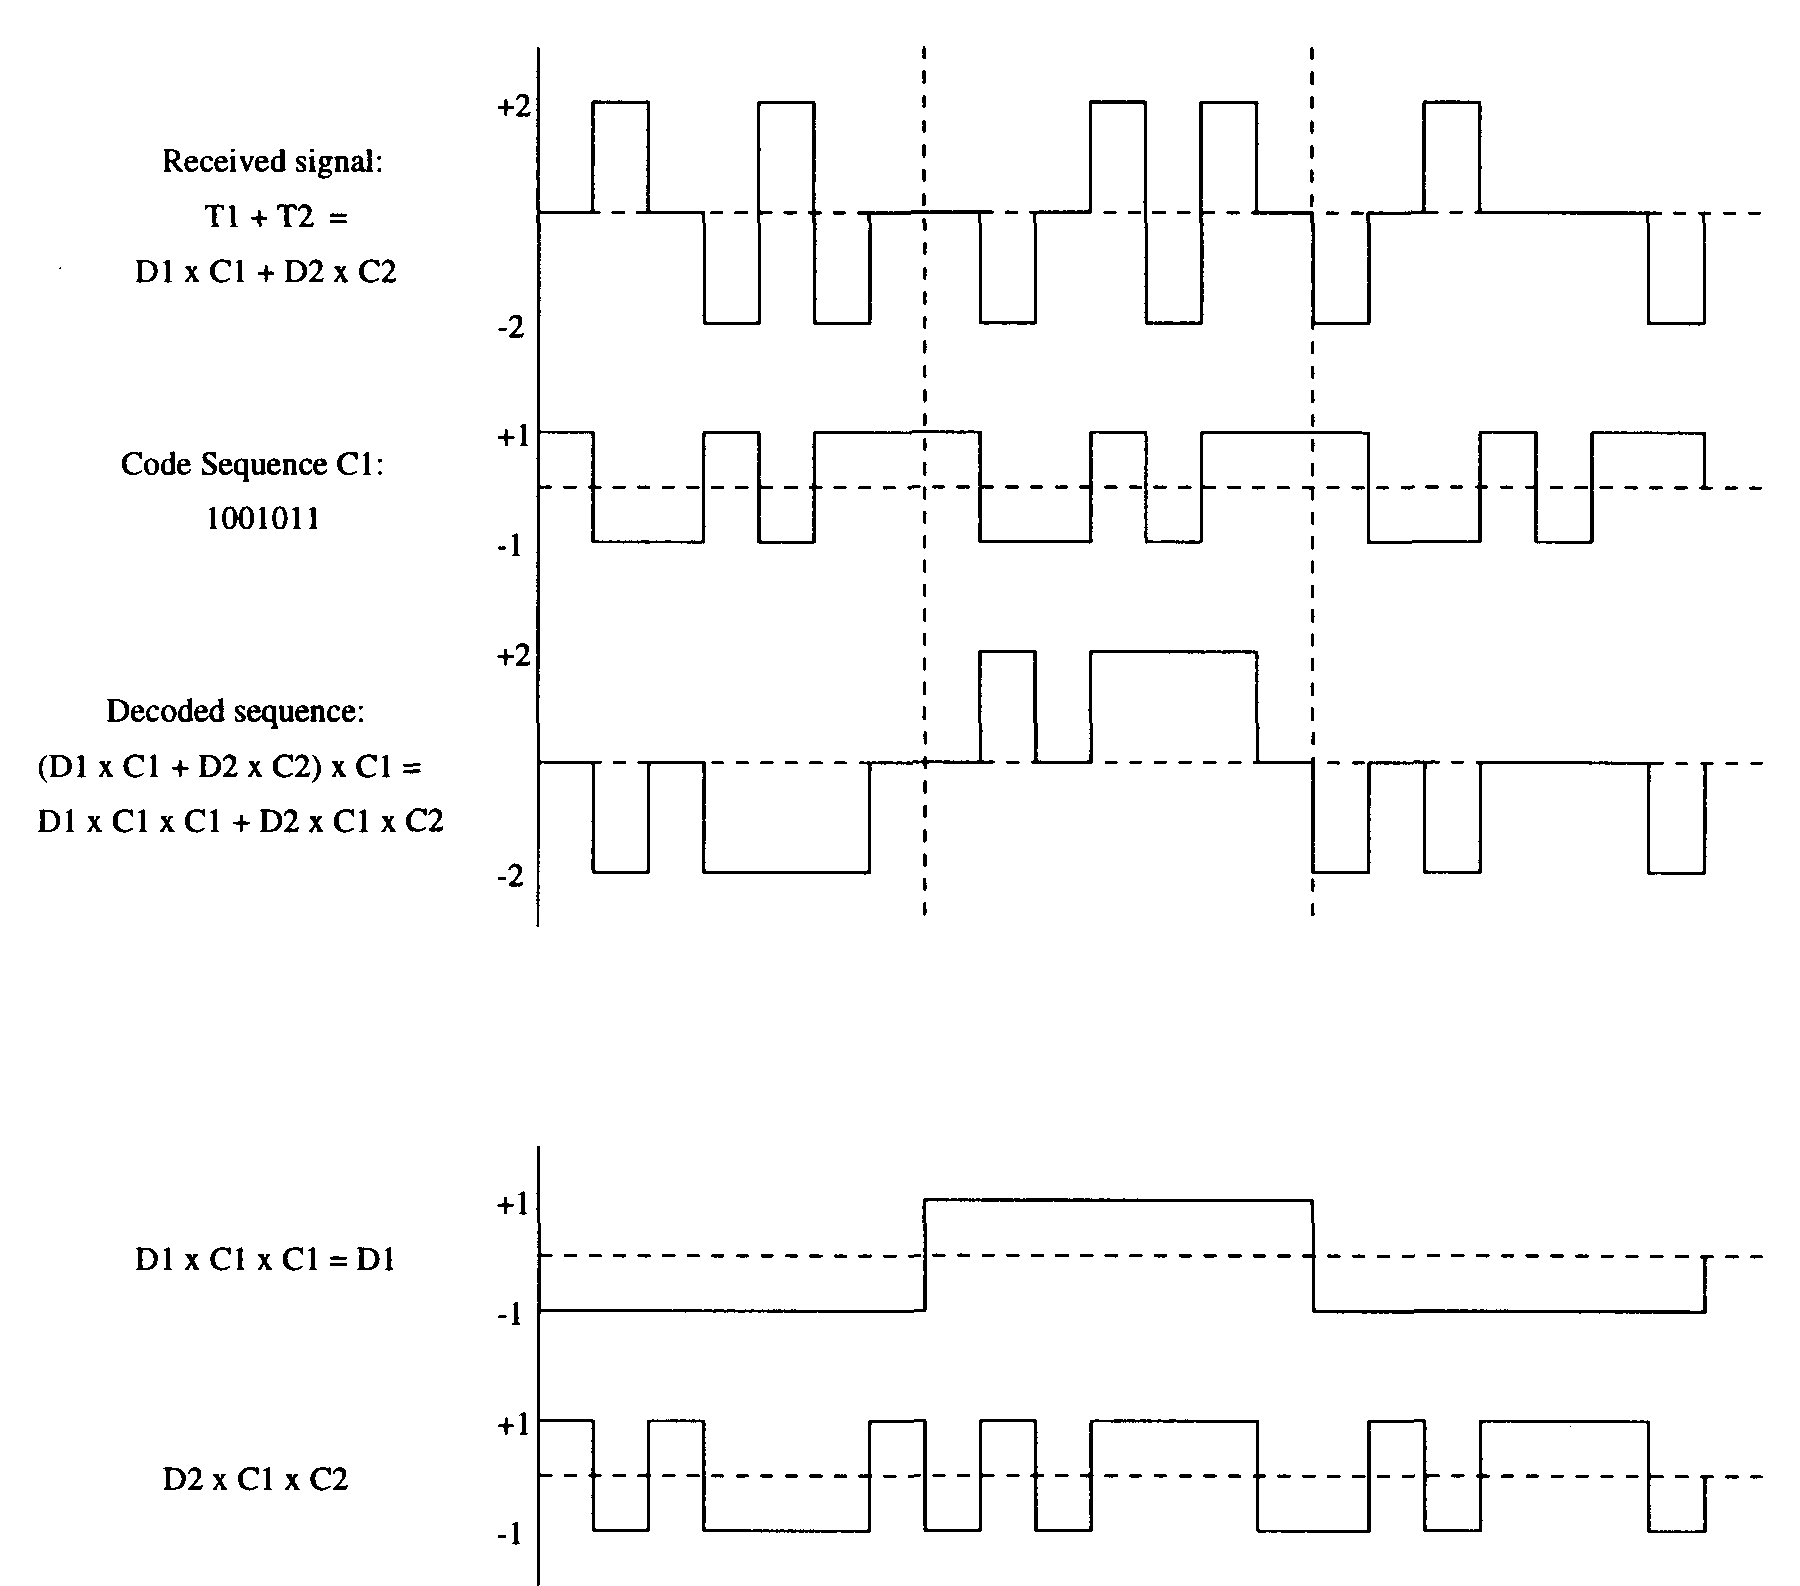 +2
Received signal:
T1 + T2 =
D1 x C1 + D2 x C2
-2
+1
Code Sequence C1:
1001011
-1
+2
Decoded sequence:
(D1 x C1 + D2 x C2) x C1 =
D1 x C1 x C1 + D2 x C1 x C2
-2
+1
D1 x C1 x C1 = D1
-1
+1
D2 x C1 x C2
-1